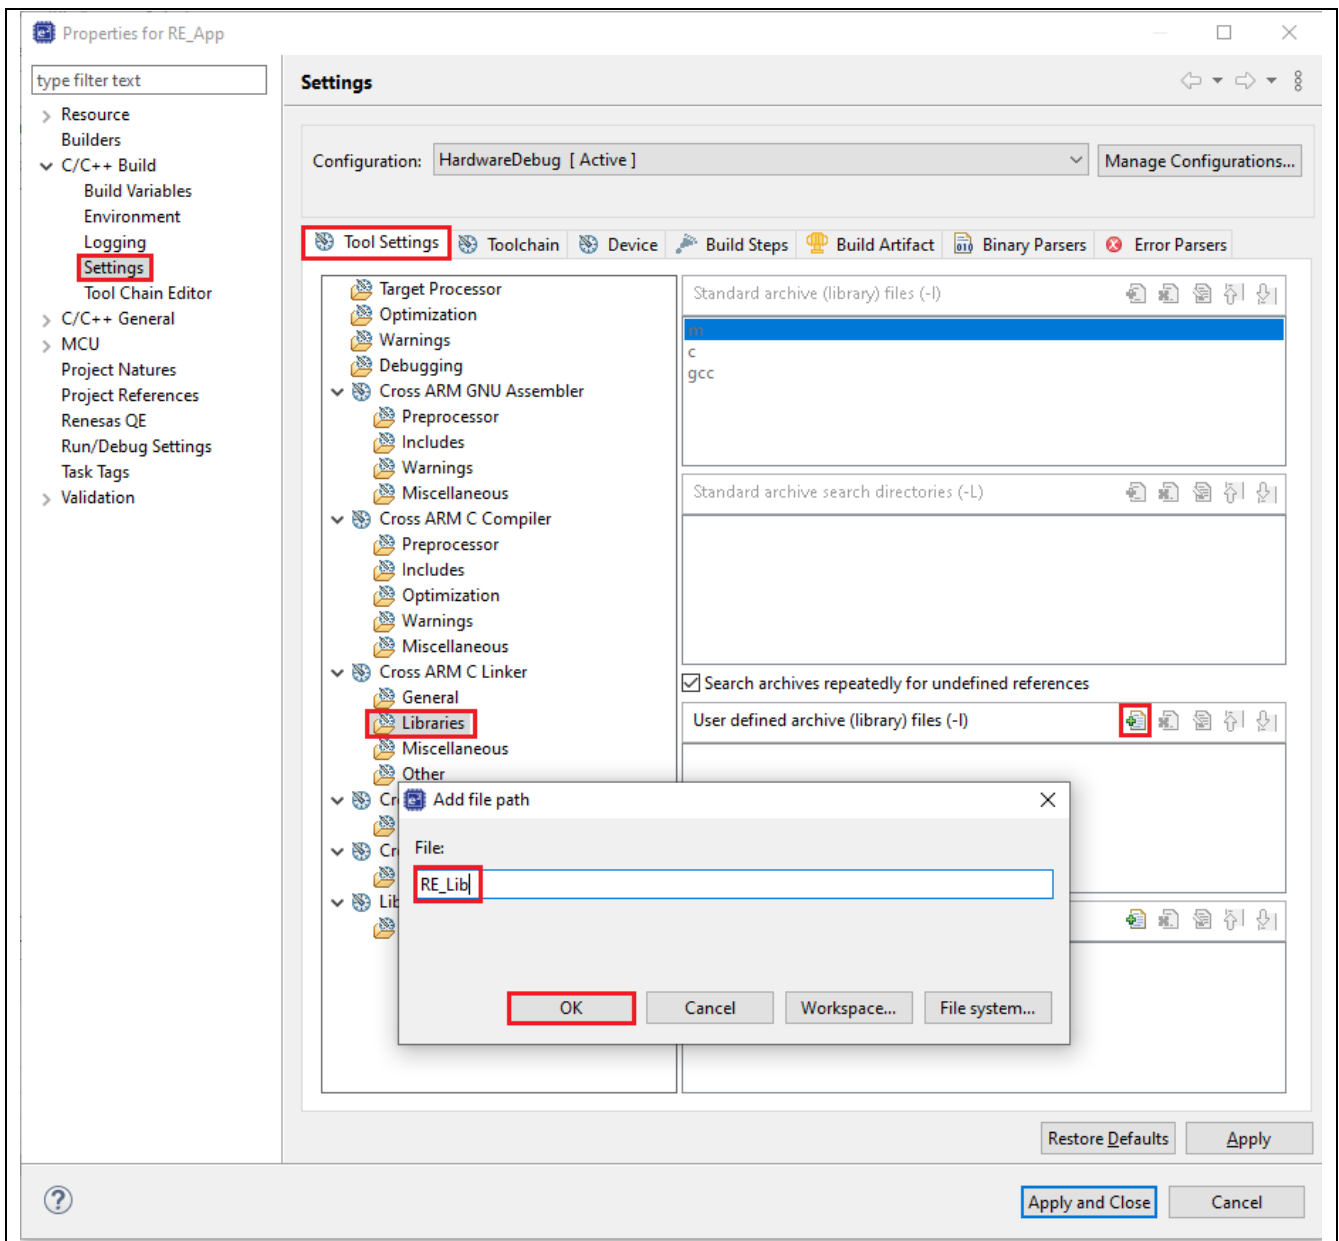 Properties for RE_App
type filter text
Resource
Builders
C/C++ Build
Build Variables
Environment
Logging
Settings
Tool Chain Editor
C/C++ General
MCU
Project Natures
Project References
Renesas QE
Run/Debug Settings
Task Tags
Validation
Settings
Configuration: HardwareDebug [ Active ] Manage Configurations...
Tool Settings Toolchain Device Build Steps Build Artifact Binary Parsers Error Parsers
Target Processor
Optimization
Warnings
Debugging
Cross ARM GNU Assembler
Preprocessor
Includes
Warnings
Miscellaneous
Cross ARM C Compiler
Preprocessor
Includes
Optimization
Warnings
Miscellaneous
Cross ARM C Linker
General
Libraries
Miscellaneous
Other
Cr
Cr
Lib
Standard archive (library) files (-l)
m
c
gcc
Standard archive search directories (-L)
Search archives repeatedly for undefined references
User defined archive (library) files (-l)
Add file path
File:
RE_Lib
OK Cancel Workspace... File system...
Restore Defaults Apply
Apply and Close Cancel